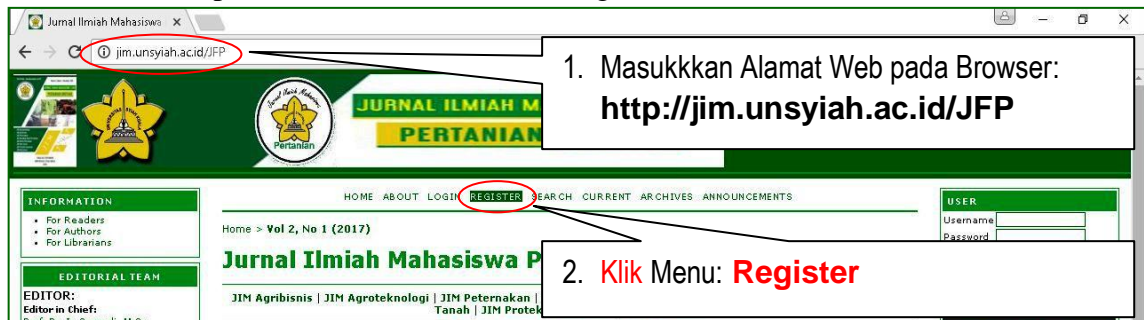 Jurnal Ilmiah Mahasiswa
jim.unsyiah.ac.id/JFP
1. Masukkkan Alamat Web pada Browser:
http://jim.unsyiah.ac.id/JFP
JURNAL ILMIAH M
PERTANIAN
Pertanian
HOME ABOUT LOGIN REGISTER SEARCH CURRENT ARCHIVES ANNOUNCEMENTS
INFORMATION
• For Readers
• For Authors
• For Librarians
Home > Vol 2, No 1 (2017)
USER
Username
Password
Jurnal Ilmiah Mahasiswa P
2. Klik Menu: Register
EDITORIAL TEAM
EDITOR:
Editor in Chief:
JIM Agribisnis | JIM Agroteknologi | JIM Peternakan |
Tanah | JIM Protek